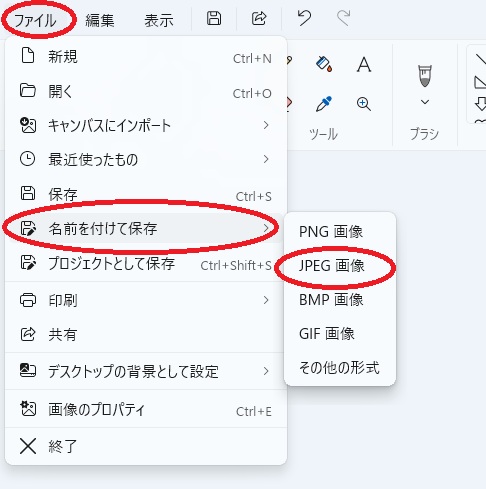 ファイル 編集 表示
新規 Ctrl+N
開く Ctrl+O
キャンバスにインポート
最近使ったもの
保存 Ctrl+S
名前を付けて保存
プロジェクトとして保存 Ctrl+Shift+S
印刷
共有
デスクトップの背景として設定
画像のプロパティ Ctrl+E
終了
PNG 画像
JPEG 画像
BMP 画像
GIF 画像
その他の形式
ツール
ブラシ